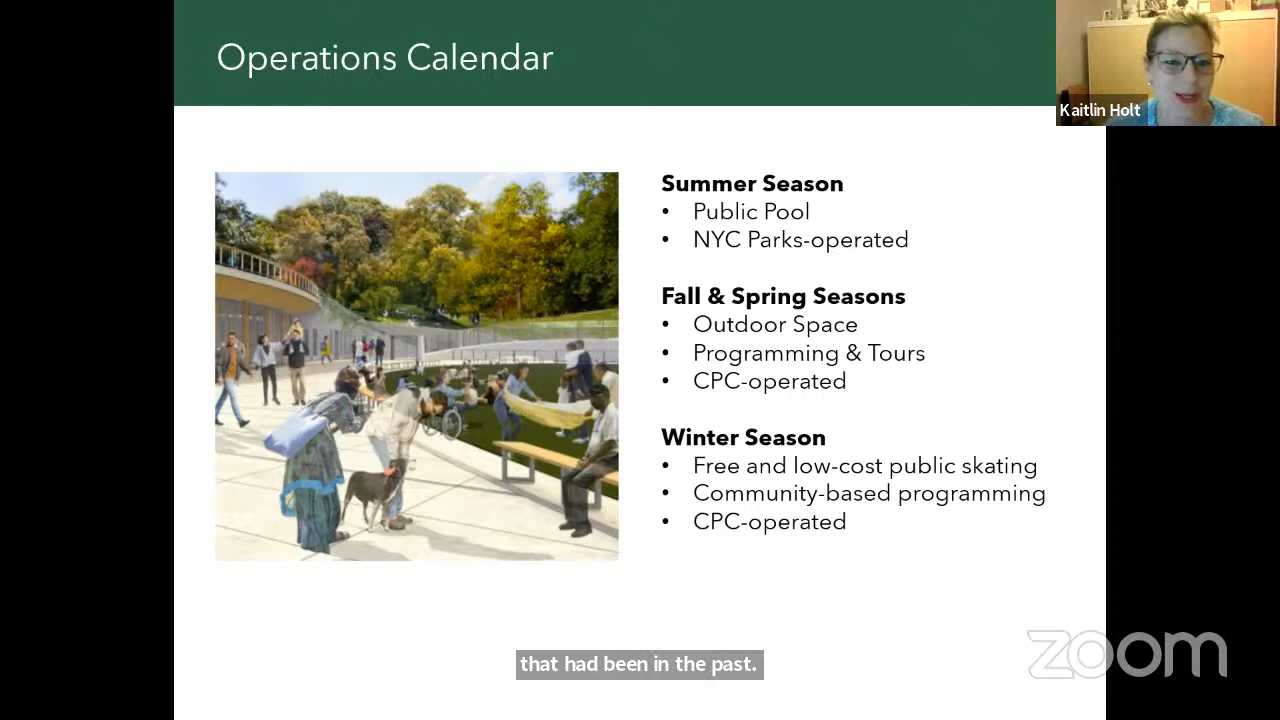 Operations Calendar
Kaitlin Holt
Summer Season
• Public Pool
• NYC Parks-operated
Fall & Spring Seasons
• Outdoor Space
• Programming & Tours
• CPC-operated
Winter Season
• Free and low-cost public skating
• Community-based programming
• CPC-operated
that had been in the past.
zoom